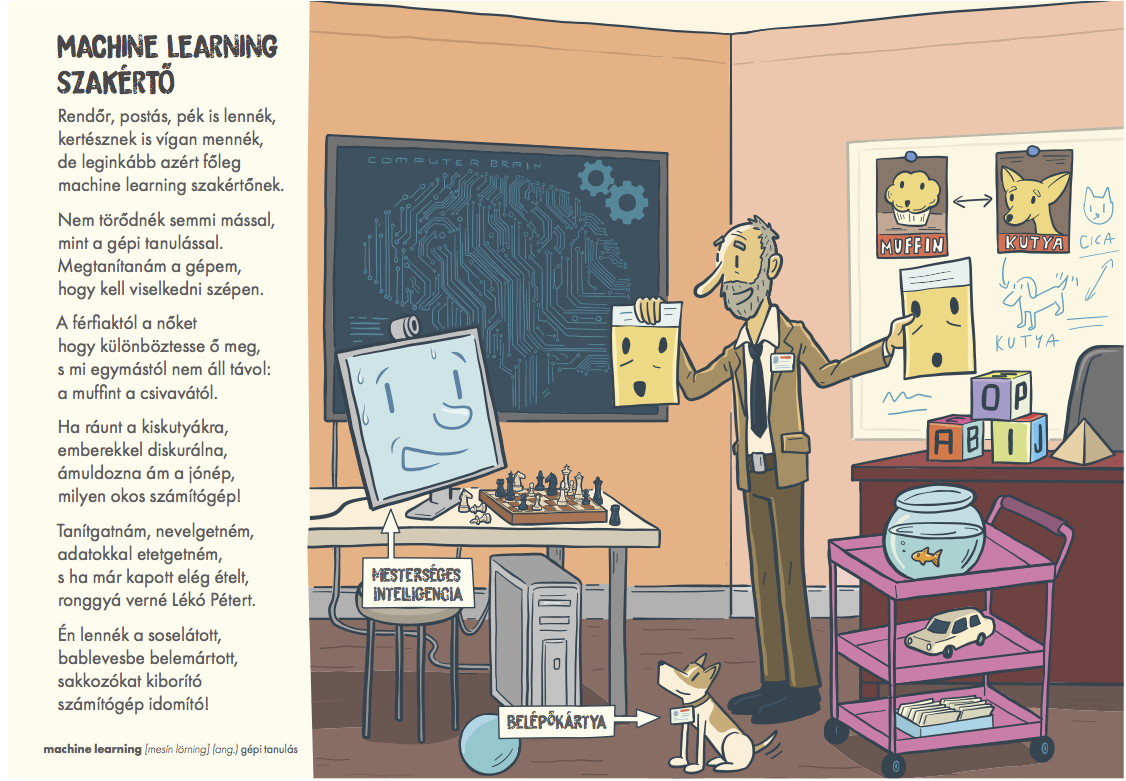 MACHINE LEARNING
SZAKÉRTŐ
Rendőr, postás, pék is lennék,
kertésznek is vígan mennék,
de leginkább azért főleg
machine learning szakértőnek.
Nem törődnék semmi mással,
mint a gépi tanulással.
Megtanítanám a gépem,
hogy kell viselkedni szépen.
A férfiaktól a nőket
hogy különböztesse ő meg,
s mi egymástól nem áll távol:
a muffint a csivavától.
Ha ráunt a kiskutyákra,
emberekkel diskurálna,
ámuldozna ám a jónép,
milyen okos számítógép!
Tanítgatnám, nevelgetném,
adatokkal etetgetném,
s ha már kapott elég ételt,
ronggyá verné Lékó Pétert.
Én lennék a soselátott,
bablevesbe belemártott,
sakkozókat kiborító
számítógép idomító!
machine learning [mesín lörning] (ang.) gépi tanulás
COMPUTER BRAIN
MUFFIN
KUTYA
CICA
KUTYA
O P
A B I J
MESTERSÉGES
INTELLIGENCIA
BELÉPŐKÁRTYA